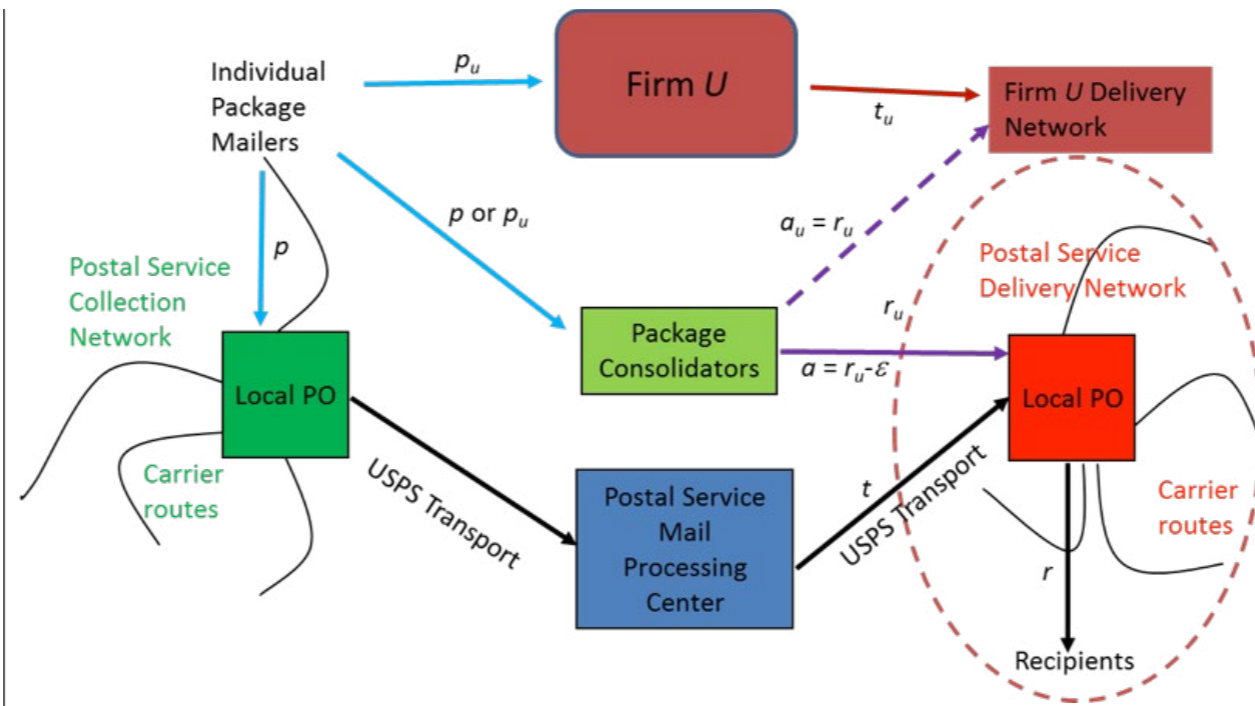 Individual
Package
Mailers
p_u
Firm U
t_u
Firm U Delivery
Network
p or p_u
a_u = r_u
p
Postal Service
Collection
Network
Postal Service
Delivery Network
r_u
Package
Consolidators
a = r_u-ε
Local PO
Local PO
Carrier
routes
USPS Transport
Postal Service
Mail
Processing
Center
t
USPS Transport
Carrier
routes
r
Recipients